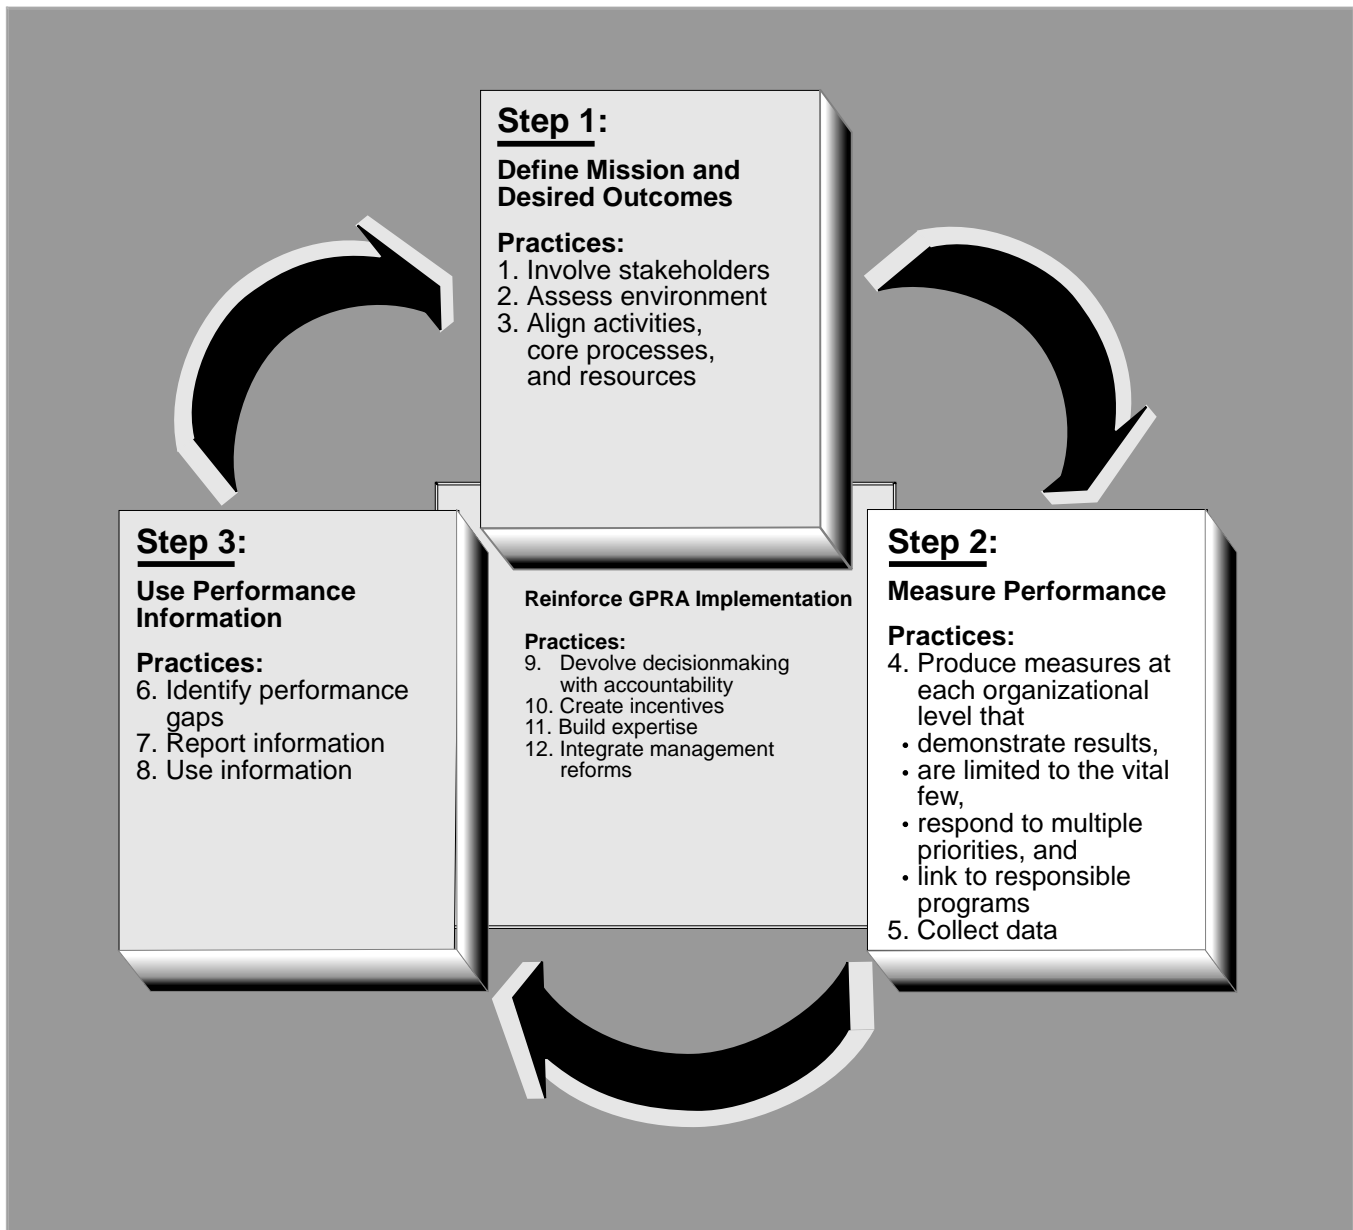 Step 1:
Define Mission and
Desired Outcomes
Practices:
1. Involve stakeholders
2. Assess environment
3. Align activities,
core processes,
and resources
Step 2:
Measure Performance
Practices:
4. Produce measures at
each organizational
level that
• demonstrate results,
• are limited to the vital
few,
• respond to multiple
priorities, and
• link to responsible
programs
5. Collect data
Step 3:
Use Performance
Information
Practices:
6. Identify performance
gaps
7. Report information
8. Use information
Reinforce GPRA Implementation
Practices:
9. Devolve decisionmaking
with accountability
10. Create incentives
11. Build expertise
12. Integrate management
reforms